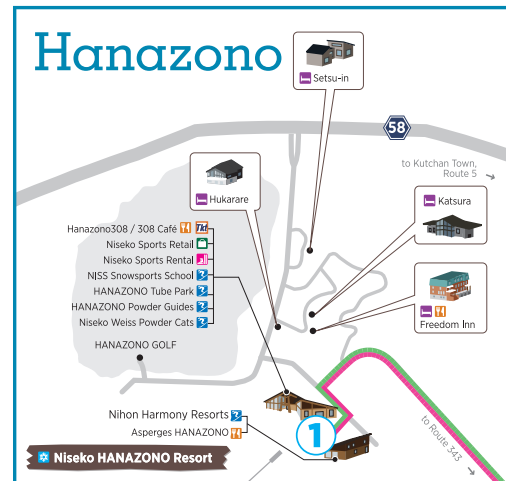 Hanazono
Setsu-in
58
to Kutchan Town,
Route 5
Hukarare
Katsura
Hanazono308 / 308 Café Tkt
Niseko Sports Retail
Niseko Sports Rental
NISS Snowsports School
HANAZONO Tube Park
HANAZONO Powder Guides
Niseko Weiss Powder Cats
Freedom Inn
HANAZONO GOLF
Nihon Harmony Resorts
Asperges HANAZONO
1
to Route 343
Niseko HANAZONO Resort